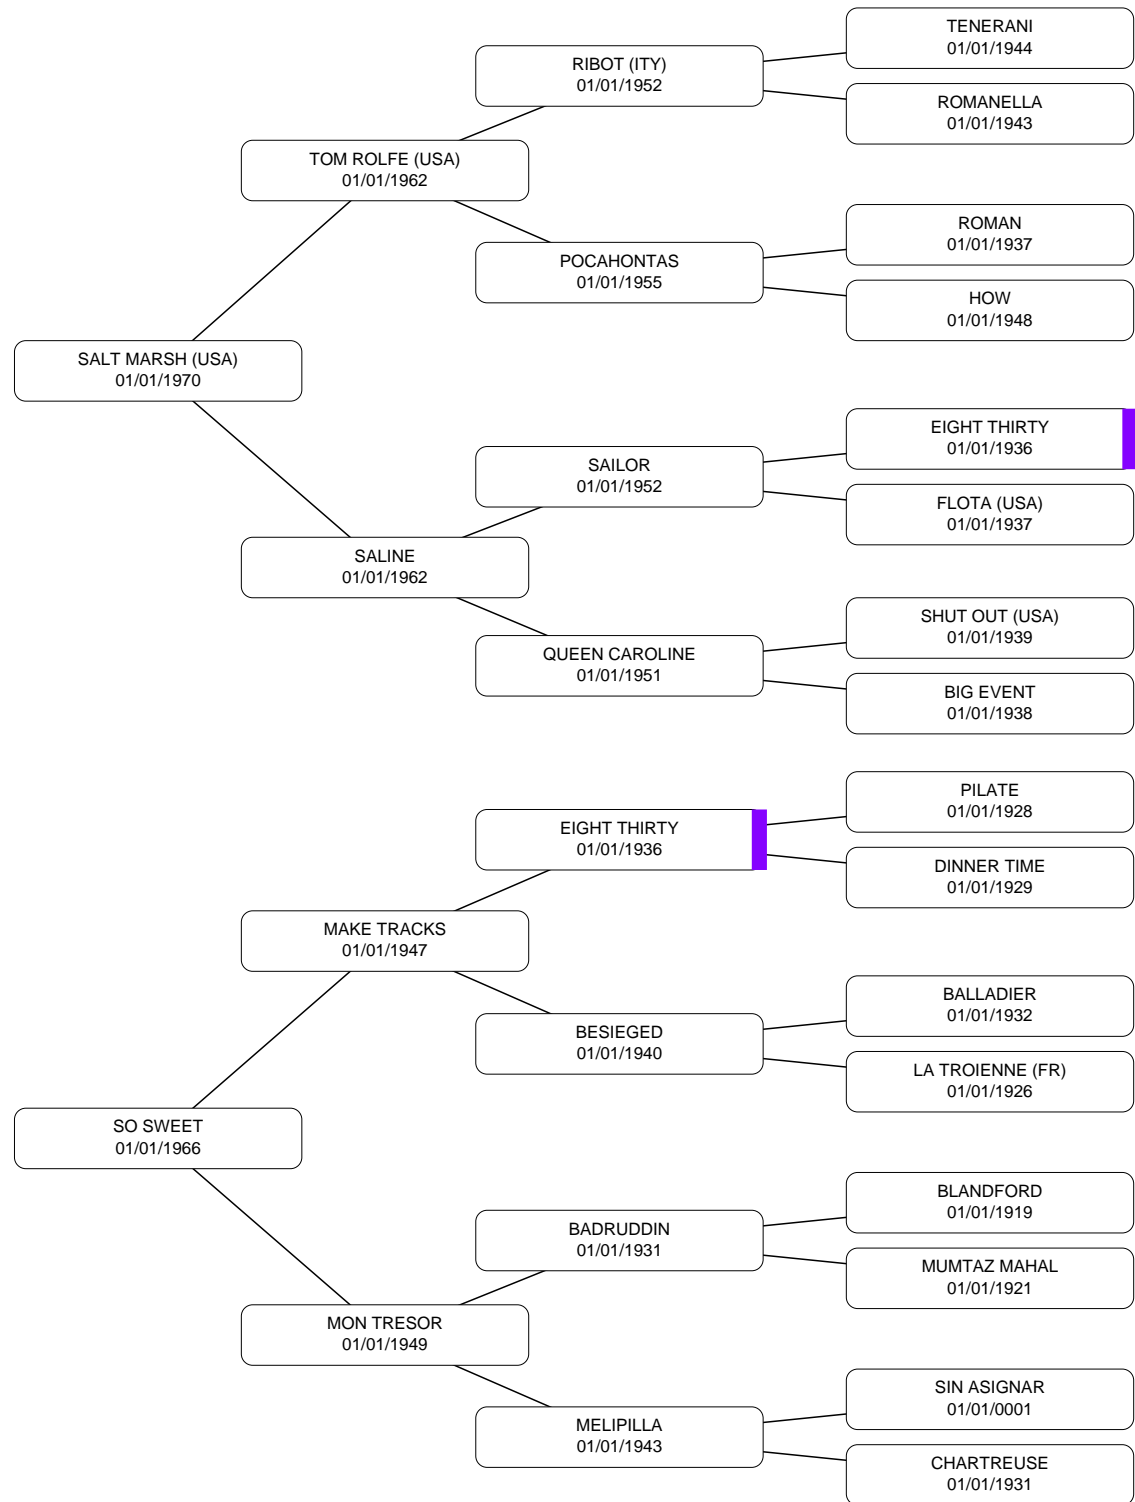 TENERANI
01/01/1944
RIBOT (ITY)
01/01/1952
ROMANELLA
01/01/1943
TOM ROLFE (USA)
01/01/1962
ROMAN
01/01/1937
POCAHONTAS
01/01/1955
HOW
01/01/1948
SALT MARSH (USA)
01/01/1970
EIGHT THIRTY
01/01/1936
SAILOR
01/01/1952
FLOTA (USA)
01/01/1937
SALINE
01/01/1962
SHUT OUT (USA)
01/01/1939
QUEEN CAROLINE
01/01/1951
BIG EVENT
01/01/1938
PILATE
01/01/1928
EIGHT THIRTY
01/01/1936
DINNER TIME
01/01/1929
MAKE TRACKS
01/01/1947
BALLADIER
01/01/1932
BESIEGED
01/01/1940
LA TROIENNE (FR)
01/01/1926
SO SWEET
01/01/1966
BLANDFORD
01/01/1919
BADRUDDIN
01/01/1931
MUMTAZ MAHAL
01/01/1921
MON TRESOR
01/01/1949
SIN ASIGNAR
01/01/0001
MELIPILLA
01/01/1943
CHARTREUSE
01/01/1931